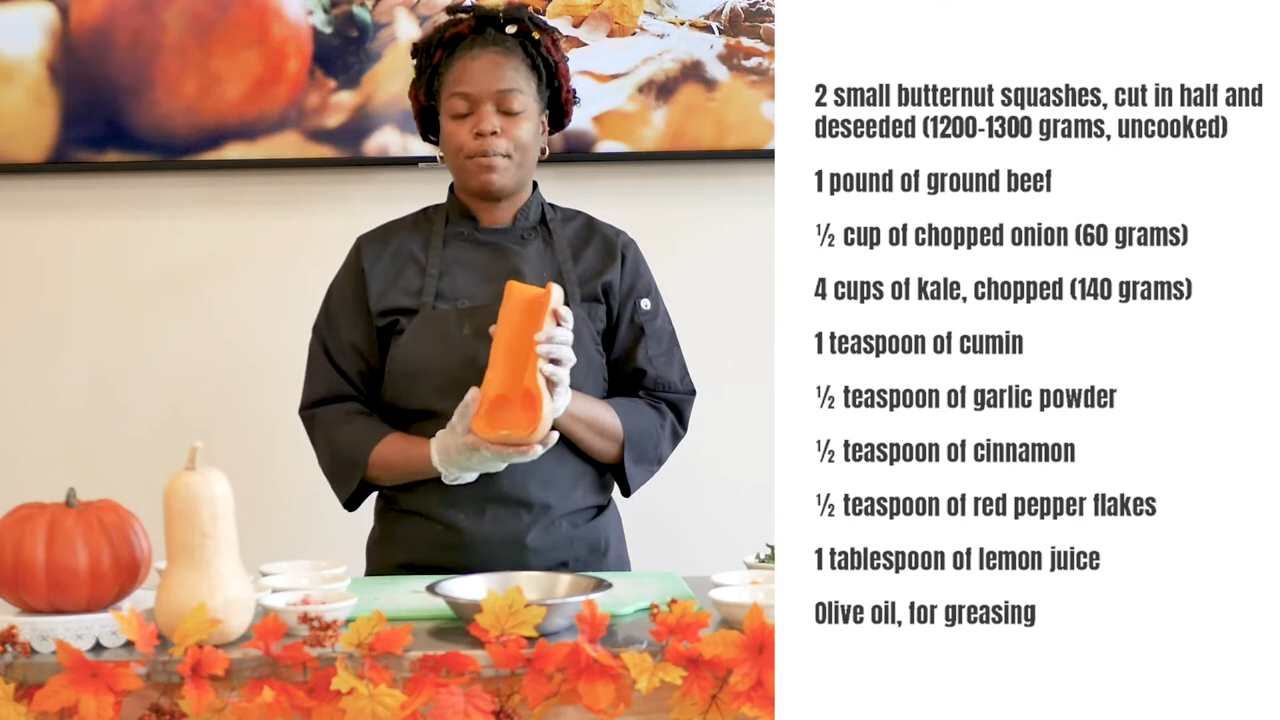 2 small butternut squashes, cut in half and
deseeded (1200-1300 grams, uncooked)
1 pound of ground beef
½ cup of chopped onion (60 grams)
4 cups of kale, chopped (140 grams)
1 teaspoon of cumin
½ teaspoon of garlic powder
½ teaspoon of cinnamon
½ teaspoon of red pepper flakes
1 tablespoon of lemon juice
Olive oil, for greasing